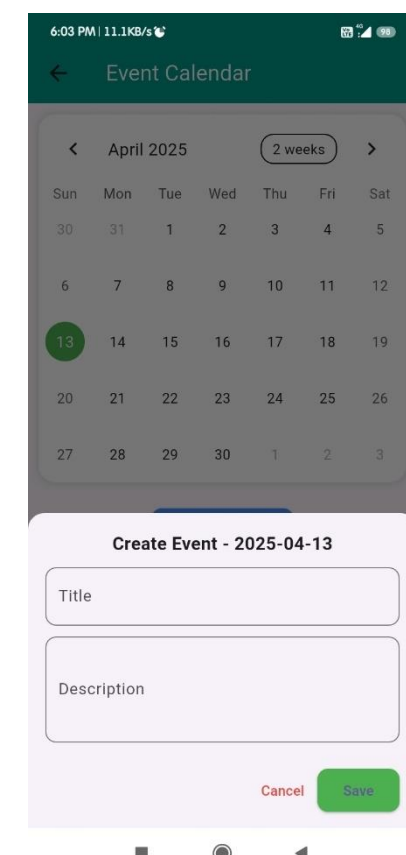 6:03 PM | 11.1KB/s
4G 98
Event Calendar
April 2025 2 weeks
Sun Mon Tue Wed Thu Fri Sat
30 31 1 2 3 4 5
6 7 8 9 10 11 12
13 14 15 16 17 18 19
20 21 22 23 24 25 26
27 28 29 30 1 2 3
Create Event - 2025-04-13
Title
Description
Cancel Save